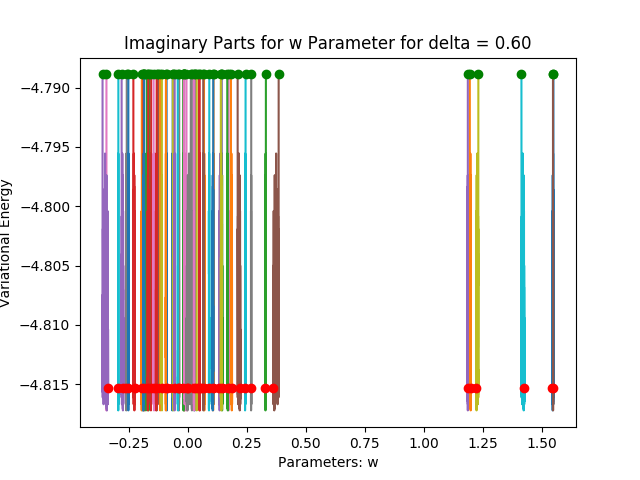 Imaginary Parts for w Parameter for delta = 0.60
−4.790
−4.795
−4.800
−4.805
−4.810
−4.815
Variational Energy
−0.25 0.00 0.25 0.50 0.75 1.00 1.25 1.50
Parameters: w